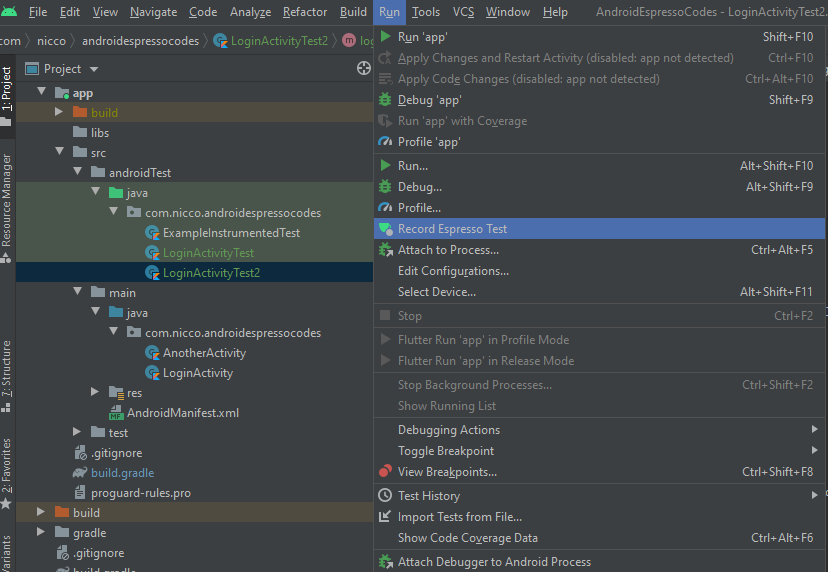 File Edit View Navigate Code Analyze Refactor Build Run Tools VCS Window Help AndroidEspressoCodes - LoginActivityTest2.
com nicco androidespressocodes LoginActivityTest2
Project
app
build
libs
src
androidTest
java
com.nicco.androidespressocodes
ExampleInstrumentedTest
LoginActivityTest
LoginActivityTest2
main
java
com.nicco.androidespressocodes
AnotherActivity
LoginActivity
res
AndroidManifest.xml
test
.gitignore
build.gradle
proguard-rules.pro
build
gradle
.gitignore
1: Project
Resource Manager
7: Structure
2: Favorites
Run 'app' Shift+F10
Apply Changes and Restart Activity (disabled: app not detected) Ctrl+F10
Apply Code Changes (disabled: app not detected) Ctrl+Alt+F10
Debug 'app' Shift+F9
Run 'app' with Coverage
Profile 'app'
Run... Alt+Shift+F10
Debug... Alt+Shift+F9
Profile...
Record Espresso Test
Attach to Process... Ctrl+Alt+F5
Edit Configurations...
Select Device... Alt+Shift+F11
Stop Ctrl+F2
Flutter Run 'app' in Profile Mode
Flutter Run 'app' in Release Mode
Stop Background Processes... Ctrl+Shift+F2
Show Running List
Debugging Actions
Toggle Breakpoint
View Breakpoints... Ctrl+Shift+F8
Test History
Import Tests from File...
Show Code Coverage Data Ctrl+Alt+F6
Attach Debugger to Android Process